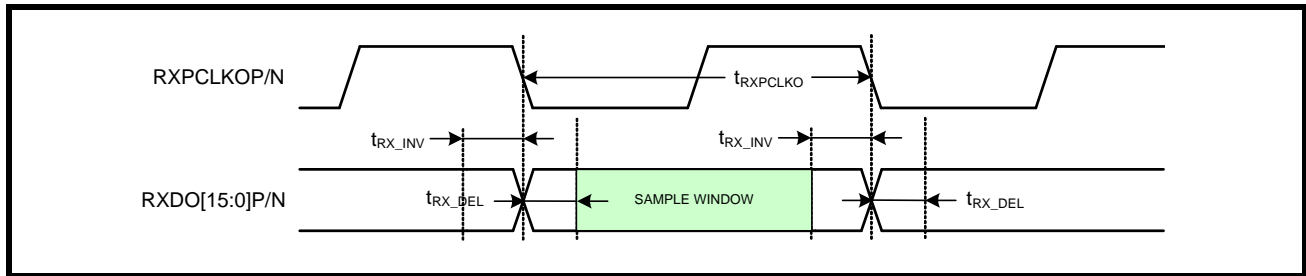 RXPCLKOP/N
tRXPCLKO
tRX_INV
tRX_INV
RXDO[15:0]P/N
tRX_DEL
SAMPLE WINDOW
tRX_DEL